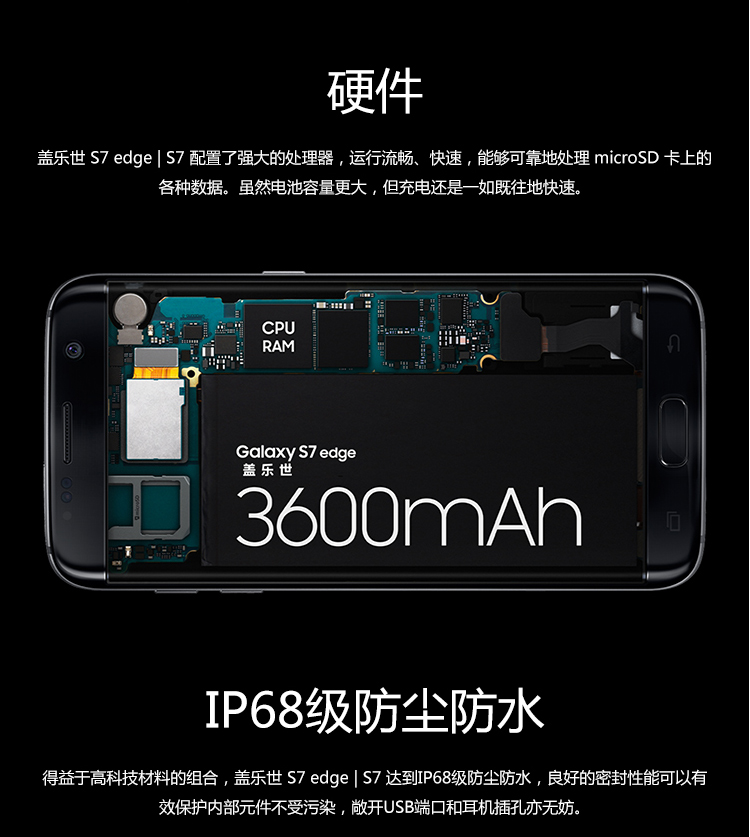 硬件
盖乐世 S7 edge | S7 配置了强大的处理器，运行流畅、快速，能够可靠地处理 microSD 卡上的
各种数据。虽然电池容量更大，但充电还是一如既往地快速。
CPU
RAM
Galaxy S7 edge
盖乐世
3600mAh
microSD
IP68级防尘防水
得益于高科技材料的组合，盖乐世 S7 edge | S7 达到IP68级防尘防水，良好的密封性能可以有
效保护内部元件不受污染，敞开USB端口和耳机插孔亦无妨。